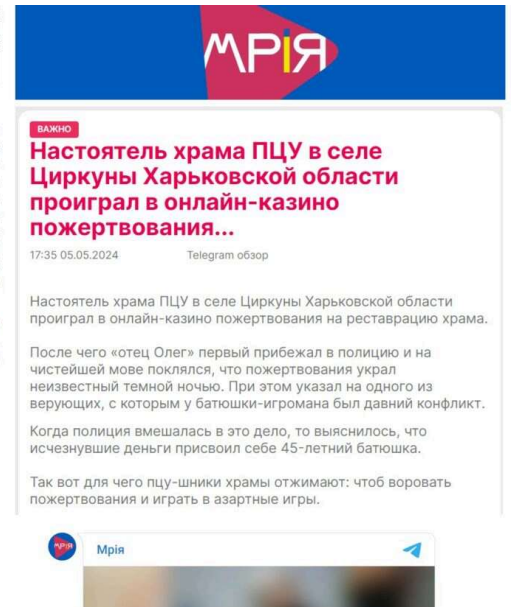 МРІЯ
ВАЖНО
Настоятель храма ПЦУ в селе
Циркуны Харьковской области
проиграл в онлайн-казино
пожертвования...
17:35 05.05.2024 Telegram обзор
Настоятель храма ПЦУ в селе Циркуны Харьковской области
проиграл в онлайн-казино пожертвования на реставрацию храма.
После чего «отец Олег» первый прибежал в полицию и на
чистейшей мове поклялся, что пожертвования украл
неизвестный темной ночью. При этом указал на одного из
верующих, с которым у батюшки-игромана был давний конфликт.
Когда полиция вмешалась в это дело, то выяснилось, что
исчезнувшие деньги присвоил себе 45-летний батюшка.
Так вот для чего пцу-шники храмы отжимают: чтоб воровать
пожертвования и играть в азартные игры.
МРІЯ
Мрія